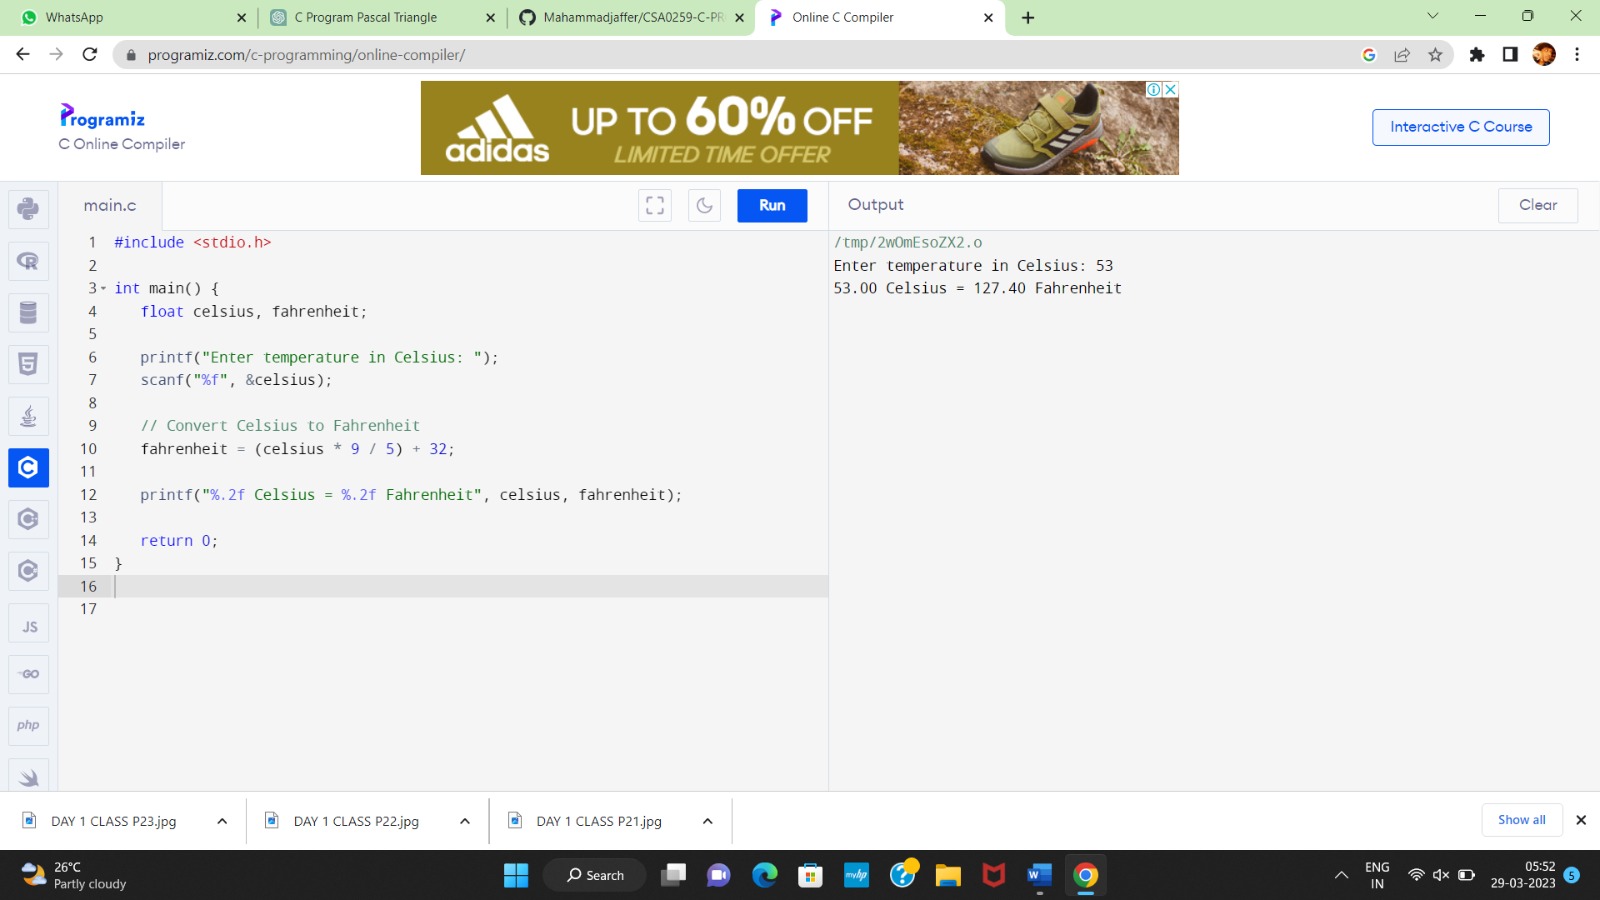 WhatsApp
C Program Pascal Triangle
Mahammadjaffer/CSA0259-C-PR
Online C Compiler
programiz.com/c-programming/online-compiler/
Programiz
C Online Compiler
adidas
UP TO 60% OFF
LIMITED TIME OFFER
Interactive C Course
main.c
Run
Output
Clear
1 #include <stdio.h>
2
3 int main() {
4 float celsius, fahrenheit;
5
6 printf("Enter temperature in Celsius: ");
7 scanf("%f", &celsius);
8
9 // Convert Celsius to Fahrenheit
10 fahrenheit = (celsius * 9 / 5) + 32;
11
12 printf("%.2f Celsius = %.2f Fahrenheit", celsius, fahrenheit);
13
14 return 0;
15 }
16
17
/tmp/2wOmEsoZX2.o
Enter temperature in Celsius: 53
53.00 Celsius = 127.40 Fahrenheit
JS
GO
php
DAY 1 CLASS P23.jpg
DAY 1 CLASS P22.jpg
DAY 1 CLASS P21.jpg
Show all
26°C
Partly cloudy
Search
myhp
ENG
IN
05:52
29-03-2023
5